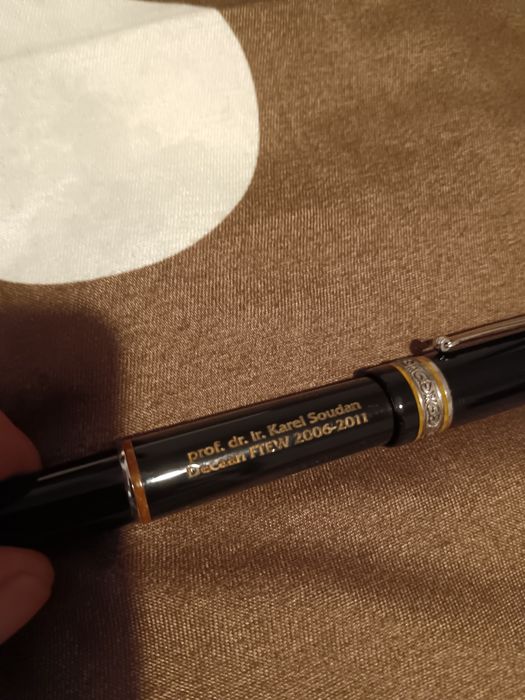 prof. dr. Ir. Karel Soudan
Decaan FTEW 2006-2011